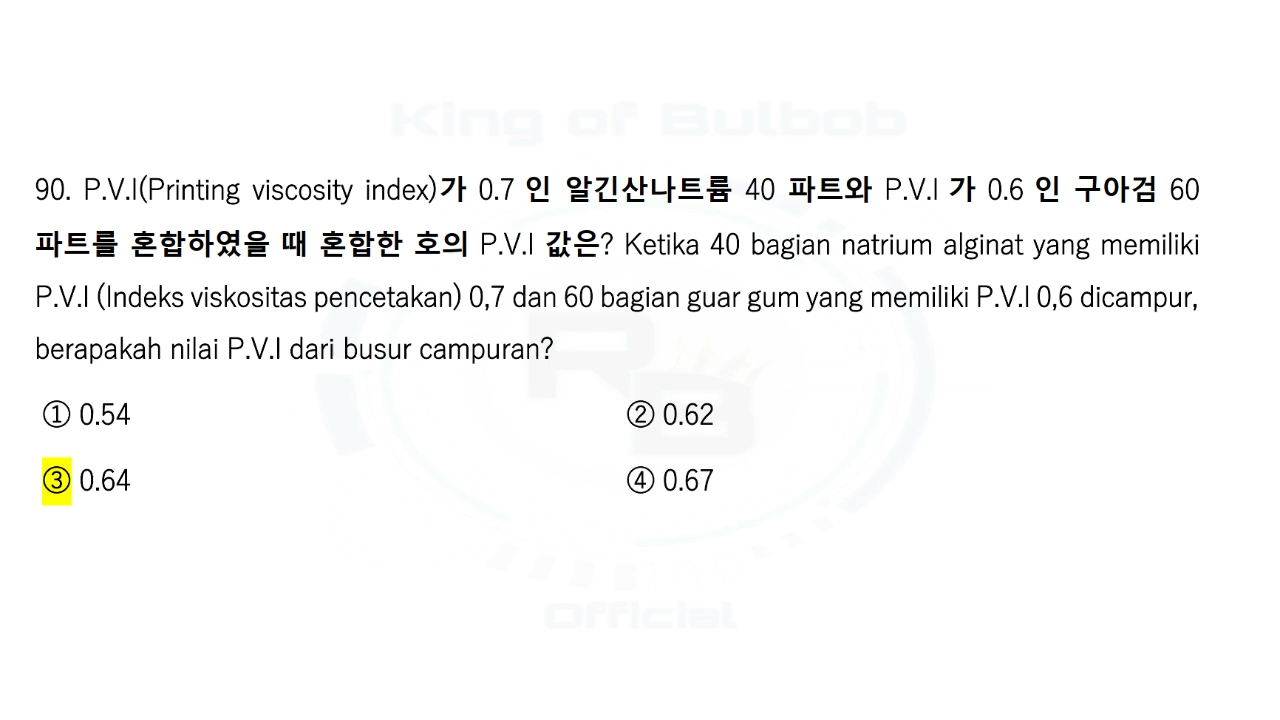 King of Bulbob
90. P.V.I(Printing viscosity index)가 0.7 인 알긴산나트륨 40 파트와 P.V.I 가 0.6 인 구아검 60
파트를 혼합하였을 때 혼합한 호의 P.V.I 값은? Ketika 40 bagian natrium alginat yang memiliki
P.V.I (Indeks viskositas pencetakan) 0,7 dan 60 bagian guar gum yang memiliki P.V.I 0,6 dicampur,
berapakah nilai P.V.I dari busur campuran?
① 0.54 ② 0.62
③ 0.64 ④ 0.67
RB
Official